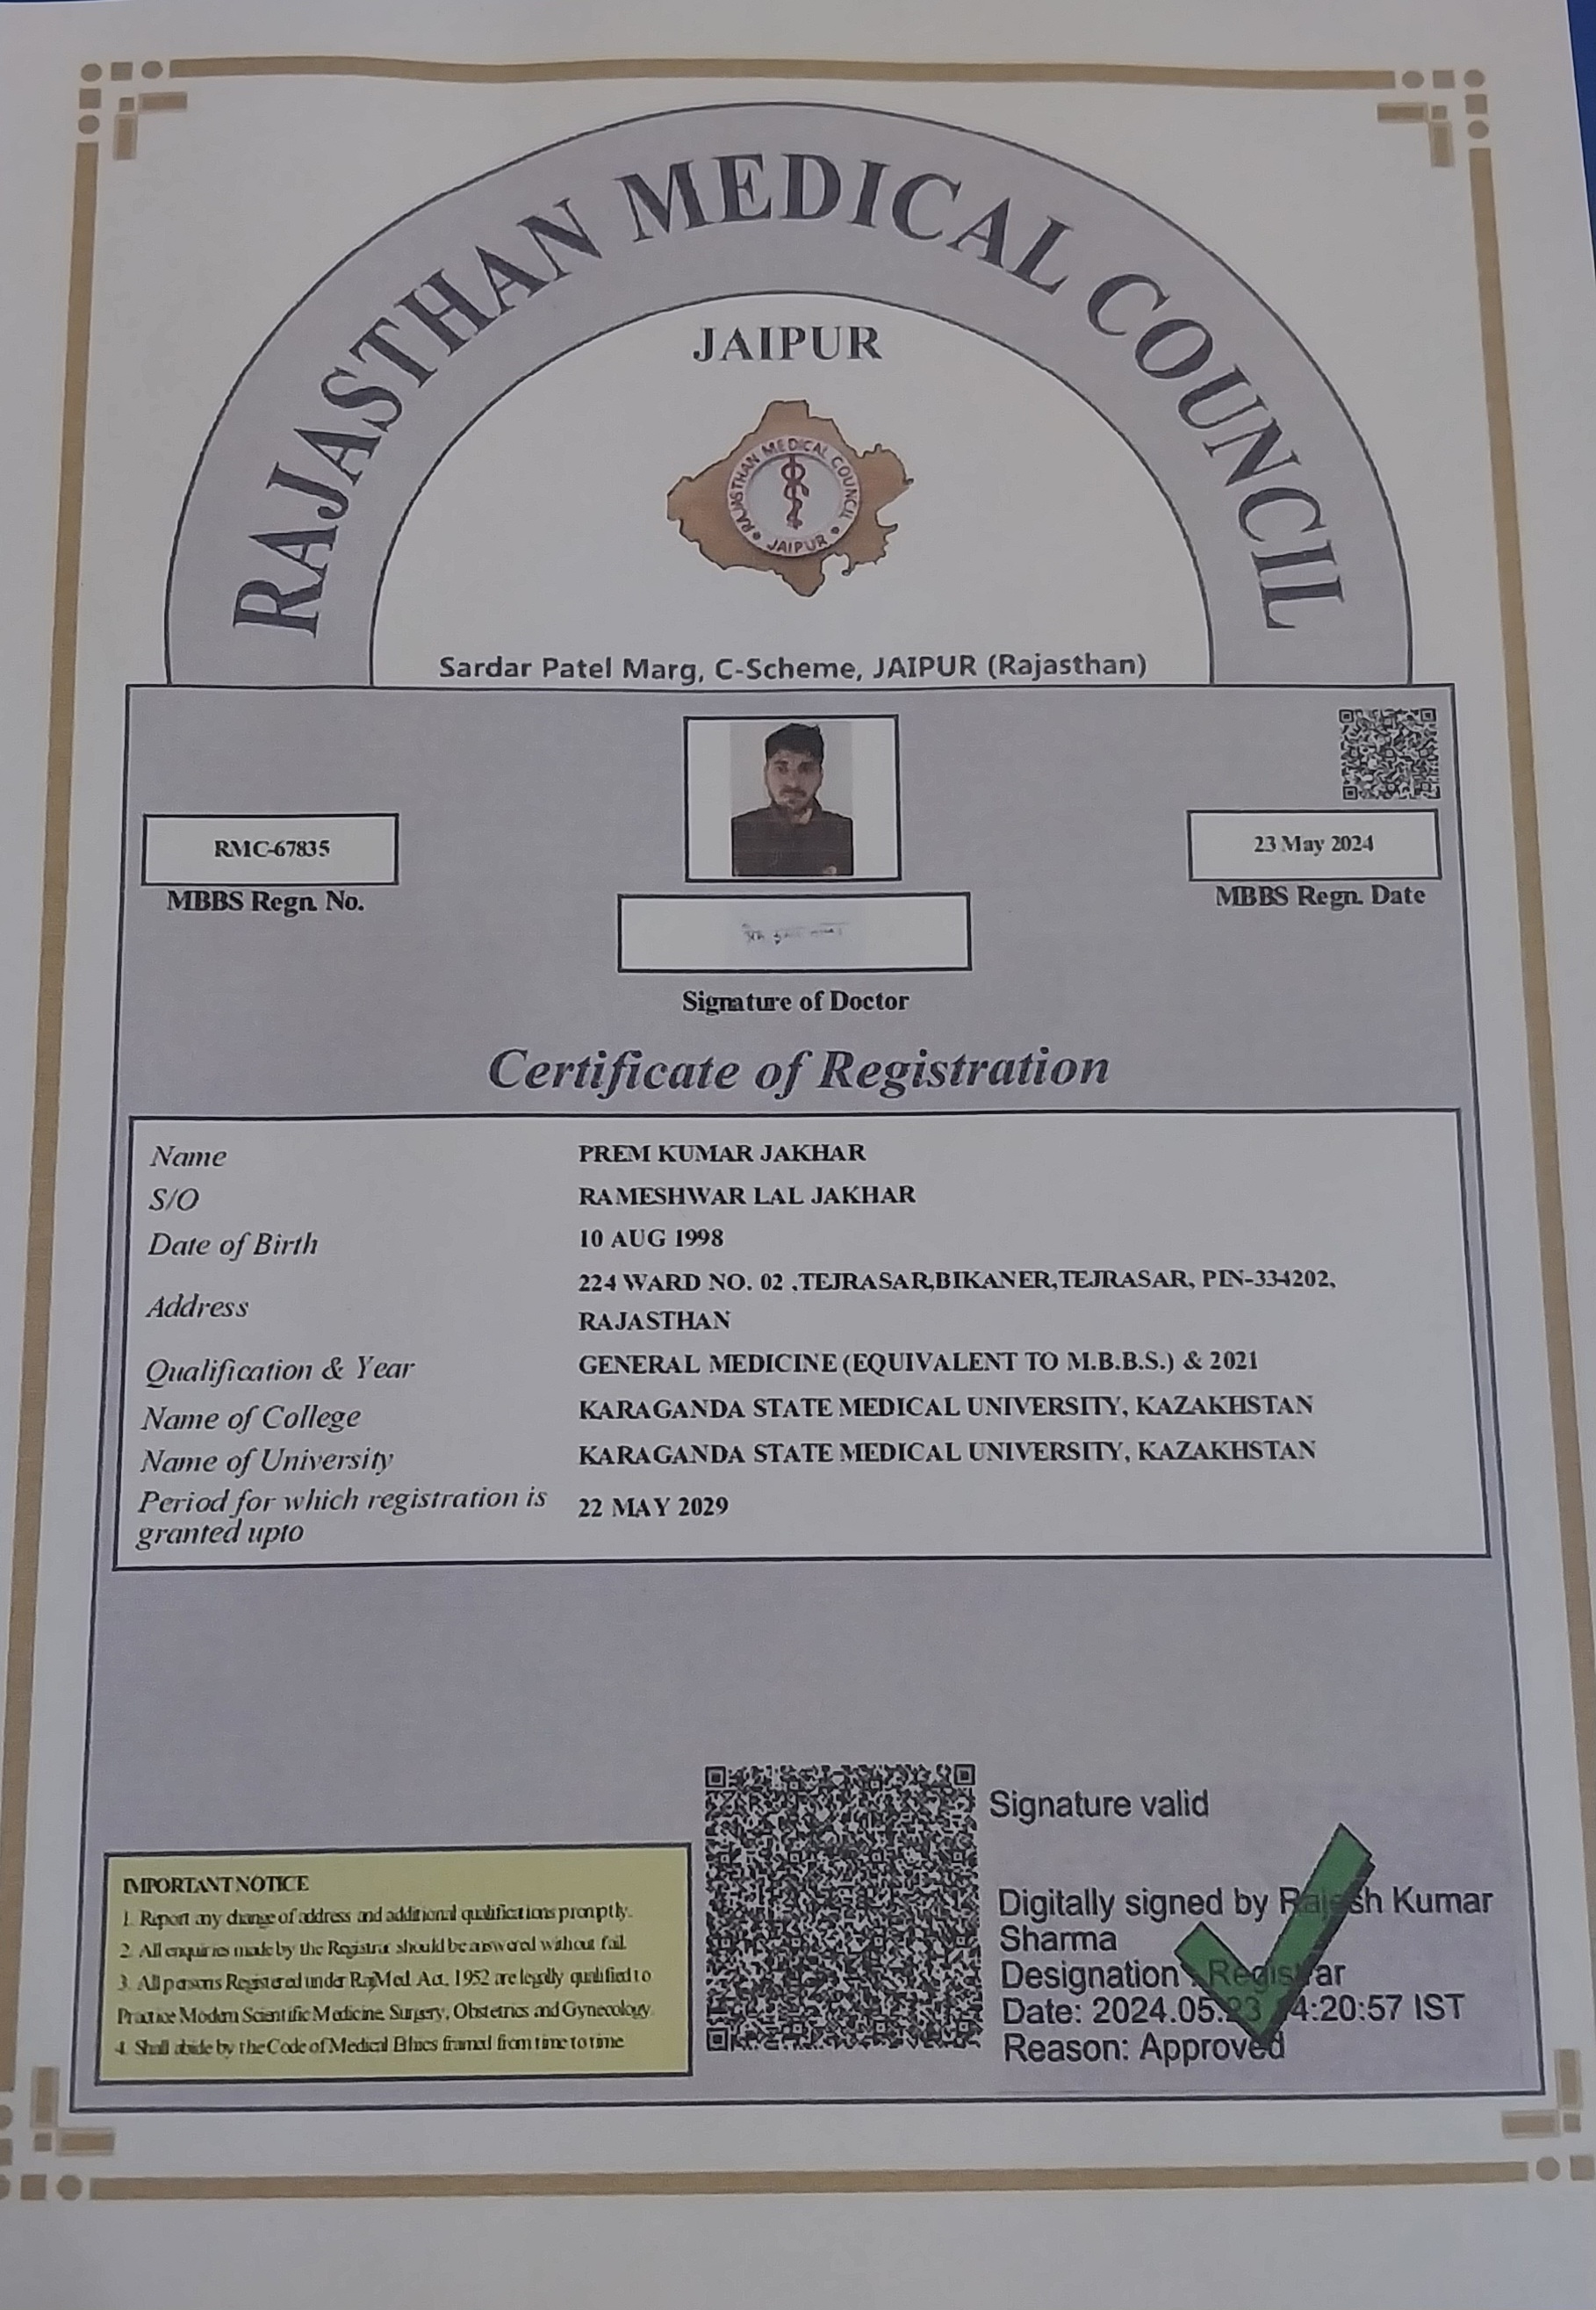 RAJASTHAN MEDICAL COUNCIL
JAIPUR
RAJASTHAN MEDICAL COUNCIL
JAIPUR
Sardar Patel Marg, C-Scheme, JAIPUR (Rajasthan)
RMC-67835
MBBS Regn. No.
23 May 2024
MBBS Regn. Date
Signature of Doctor
Certificate of Registration
Name PREM KUMAR JAKHAR
S/O RAMESHWAR LAL JAKHAR
Date of Birth 10 AUG 1998
Address 224 WARD NO. 02 ,TEJRASAR,BIKANER,TEJRASAR, PIN-334202,
RAJASTHAN
Qualification & Year GENERAL MEDICINE (EQUIVALENT TO M.B.B.S.) & 2021
Name of College KARAGANDA STATE MEDICAL UNIVERSITY, KAZAKHSTAN
Name of University KARAGANDA STATE MEDICAL UNIVERSITY, KAZAKHSTAN
Period for which registration is
granted upto 22 MAY 2029
IMPORTANT NOTICE
1. Report any change of address and additional qualifications promptly.
2. All enquiries made by the Registrar should be answered without fail.
3. All persons Registered under Raj.Med. Act, 1952 are legally qualified to
Practice Modern Scientific Medicine, Surgery, Obstetrics and Gynecology.
4. Shall abide by the Code of Medical Ethics framed from time to time
Signature valid
Digitally signed by Rajesh Kumar
Sharma
Designation : Registrar
Date: 2024.05.23 4:20:57 IST
Reason: Approved